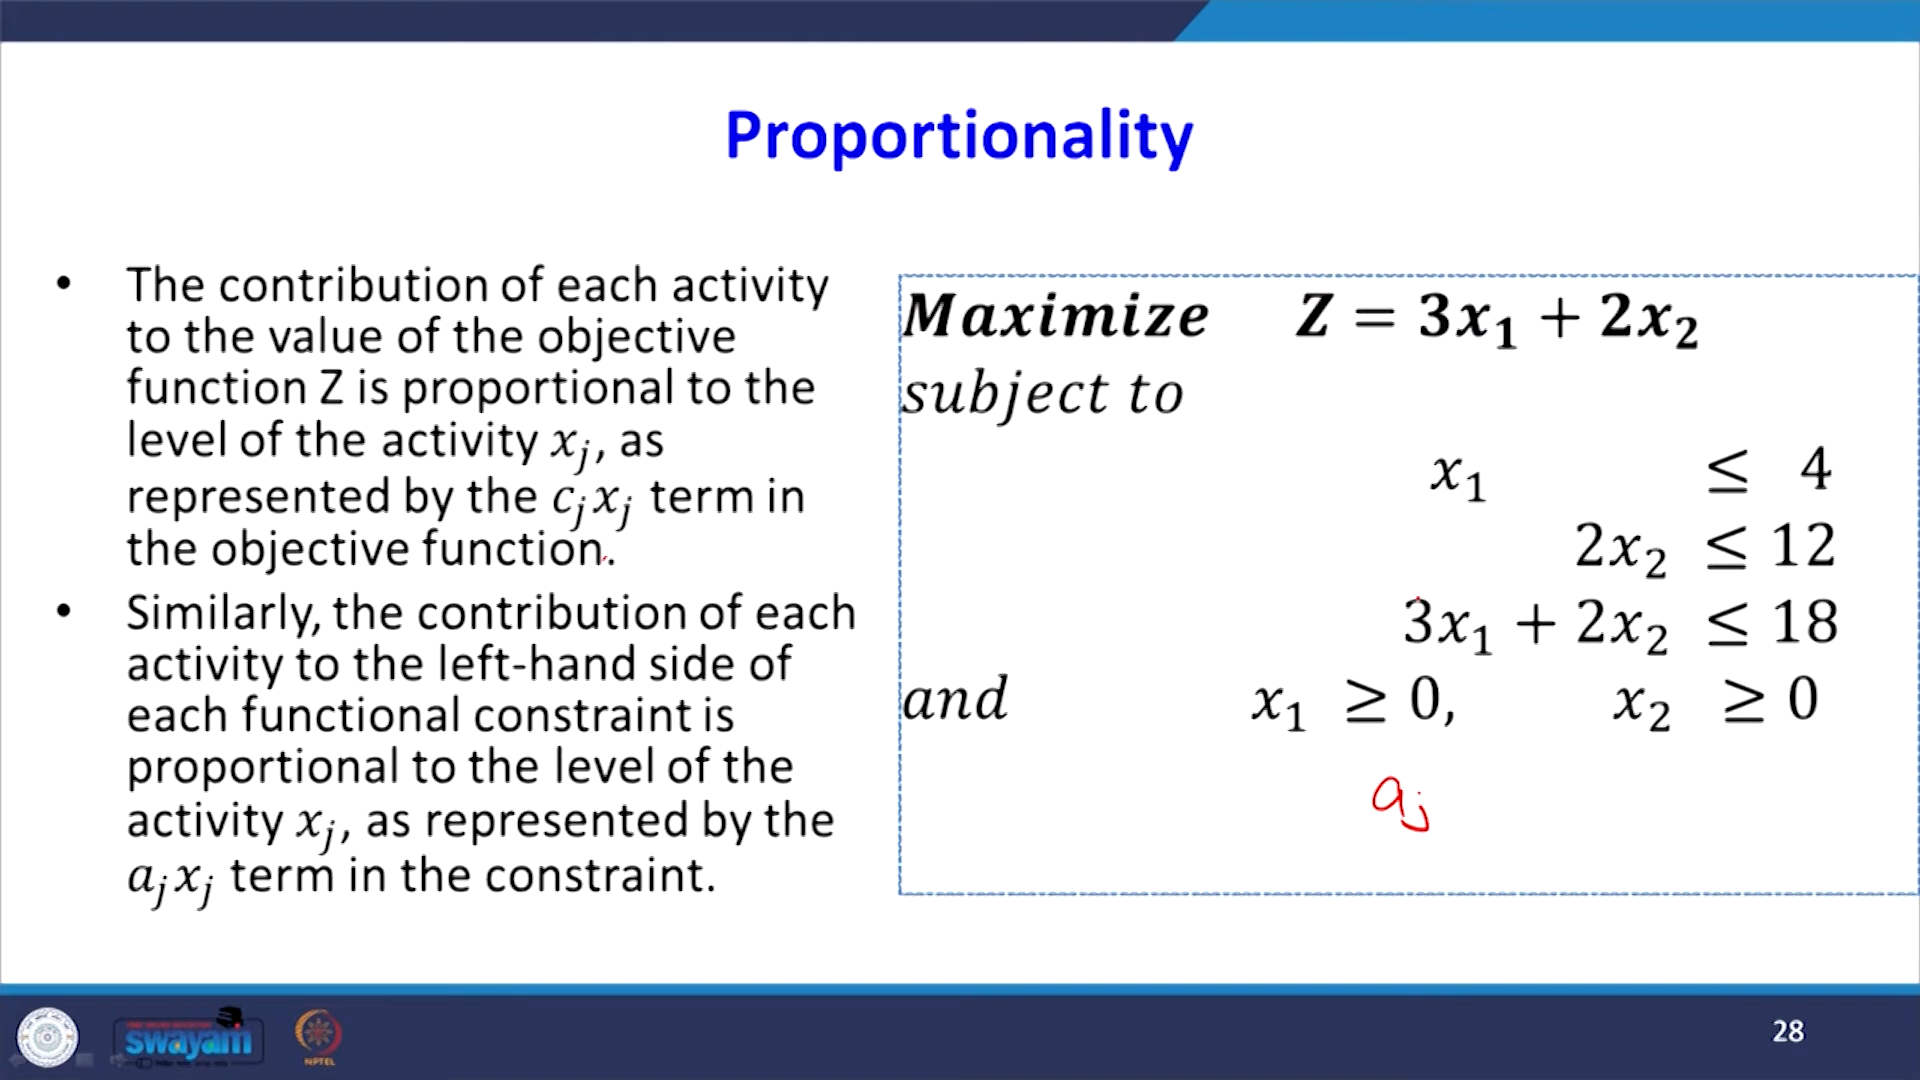 Proportionality
• The contribution of each activity
to the value of the objective
function Z is proportional to the
level of the activity xⱼ, as
represented by the cⱼxⱼ term in
the objective function.
• Similarly, the contribution of each
activity to the left-hand side of
each functional constraint is
proportional to the level of the
activity xⱼ, as represented by the
aⱼxⱼ term in the constraint.
Maximize Z = 3x₁ + 2x₂
subject to
x₁ ≤ 4
2x₂ ≤ 12
3x₁ + 2x₂ ≤ 18
and x₁ ≥ 0, x₂ ≥ 0
aⱼ
swayam
NPTEL
28